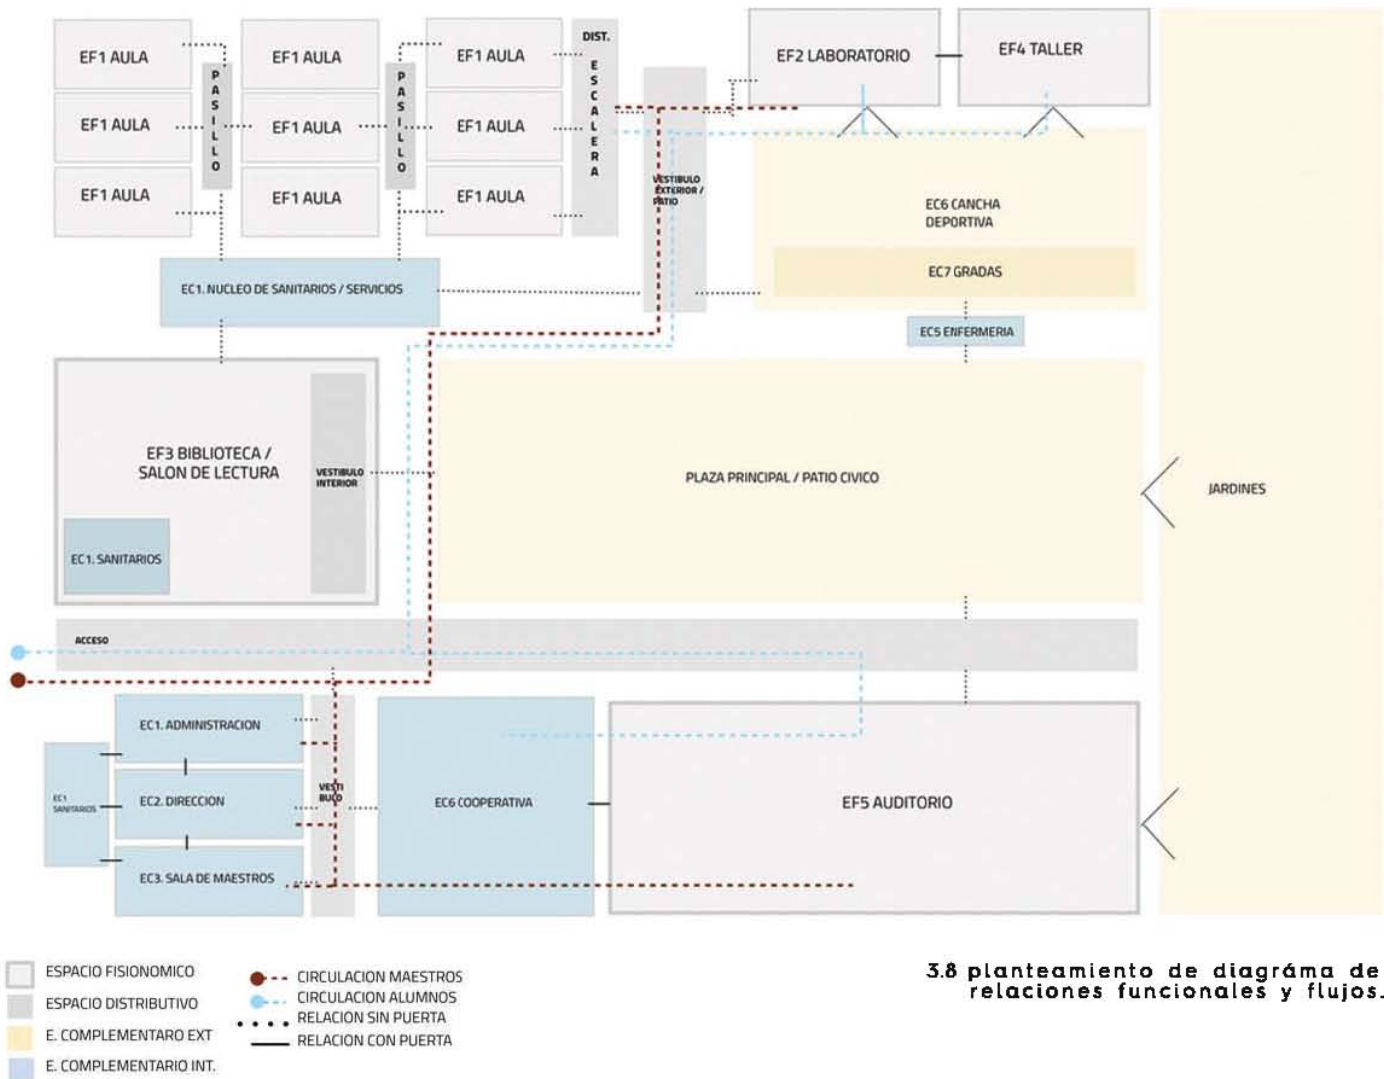 EF1 AULA
EF1 AULA
EF1 AULA
DIST.
EF2 LABORATORIO
EF4 TALLER
PASILLO
PASILLO
ESCALERA
EF1 AULA
EF1 AULA
EF1 AULA
EF1 AULA
EF1 AULA
EF1 AULA
VESTIBULO
EXTERIOR /
PATIO
EC6 CANCHA
DEPORTIVA
EC7 GRADAS
EC1. NUCLEO DE SANITARIOS / SERVICIOS
EC5 ENFERMERIA
EF3 BIBLIOTECA /
SALON DE LECTURA
VESTIBULO
INTERIOR
PLAZA PRINCIPAL / PATIO CIVICO
JARDINES
EC1. SANITARIOS
ACCESO
EC1. ADMINISTRACION
EC1
SANITARIOS
EC2. DIRECCION
VESTI
BULO
EC6 COOPERATIVA
EF5 AUDITORIO
EC3. SALA DE MAESTROS
ESPACIO FISIONOMICO
ESPACIO DISTRIBUTIVO
E. COMPLEMENTARO EXT
E. COMPLEMENTARIO INT.
CIRCULACION MAESTROS
CIRCULACION ALUMNOS
RELACION SIN PUERTA
RELACION CON PUERTA
3.8 planteamiento de diagráma de
relaciones funcionales y flujos.